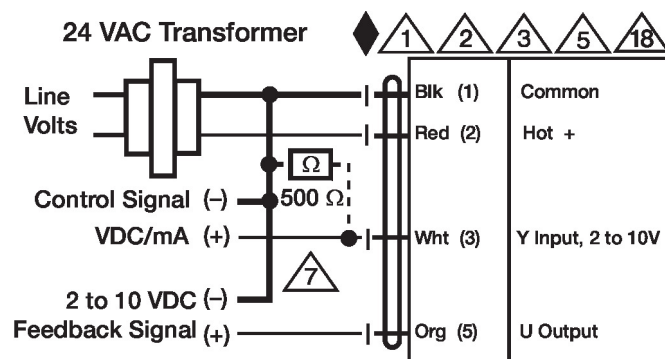 24 VAC Transformer
1 2 3 5 18
Line
Volts
Blk (1) Common
Red (2) Hot +
Ω
500 Ω
Control Signal (–)
VDC/mA (+)
Wht (3) Y Input, 2 to 10V
7
2 to 10 VDC (–)
Feedback Signal (+)
Org (5) U Output